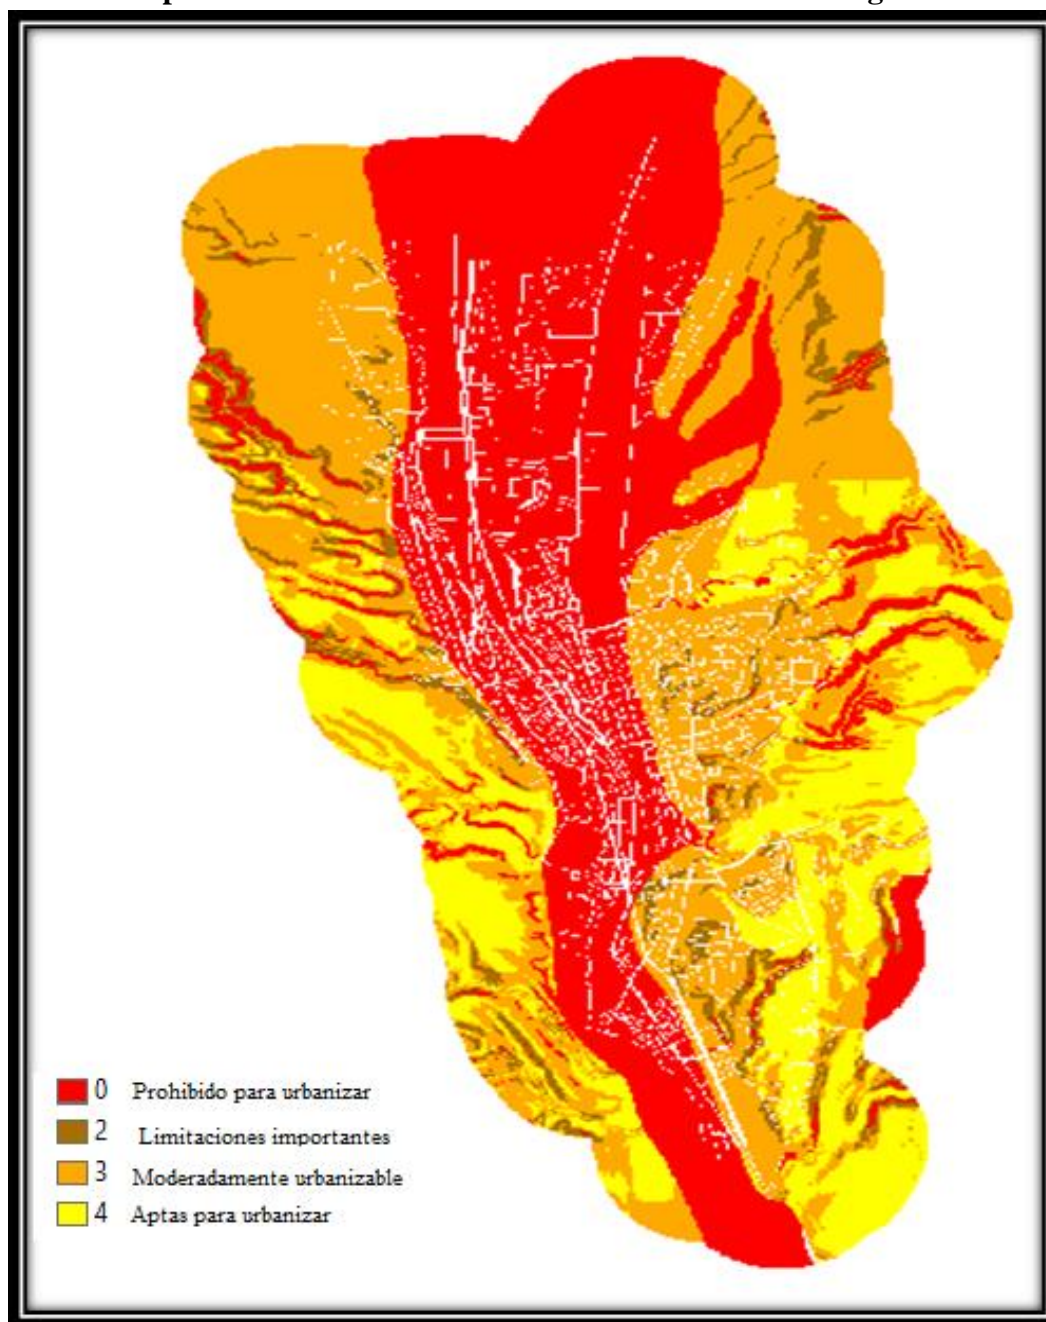 0 Prohibido para urbanizar
2 Limitaciones importantes
3 Moderadamente urbanizable
4 Aptas para urbanizar